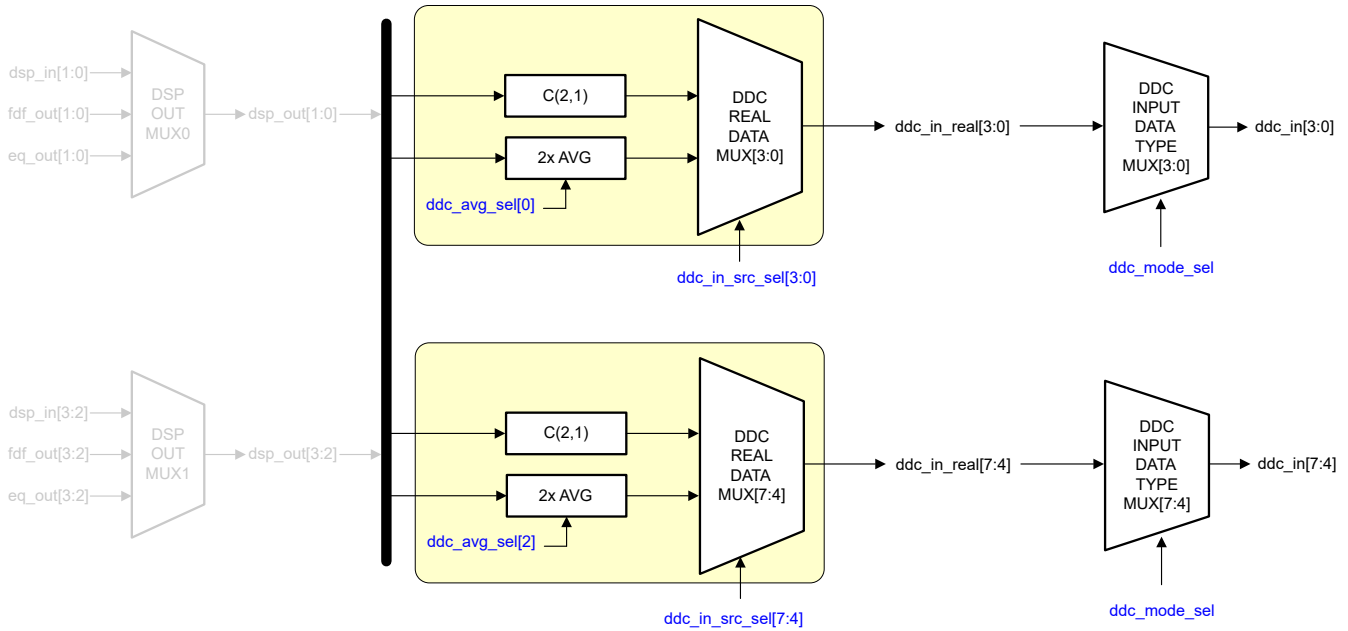 dsp_in[1:0]
fdf_out[1:0]
eq_out[1:0]
DSP
OUT
MUX0
dsp_out[1:0]
C(2,1)
2x AVG
ddc_avg_sel[0]
DDC
REAL
DATA
MUX[3:0]
ddc_in_src_sel[3:0]
ddc_in_real[3:0]
DDC
INPUT
DATA
TYPE
MUX[3:0]
ddc_mode_sel
ddc_in[3:0]
dsp_in[3:2]
fdf_out[3:2]
eq_out[3:2]
DSP
OUT
MUX1
dsp_out[3:2]
C(2,1)
2x AVG
ddc_avg_sel[2]
DDC
REAL
DATA
MUX[7:4]
ddc_in_src_sel[7:4]
ddc_in_real[7:4]
DDC
INPUT
DATA
TYPE
MUX[7:4]
ddc_mode_sel
ddc_in[7:4]